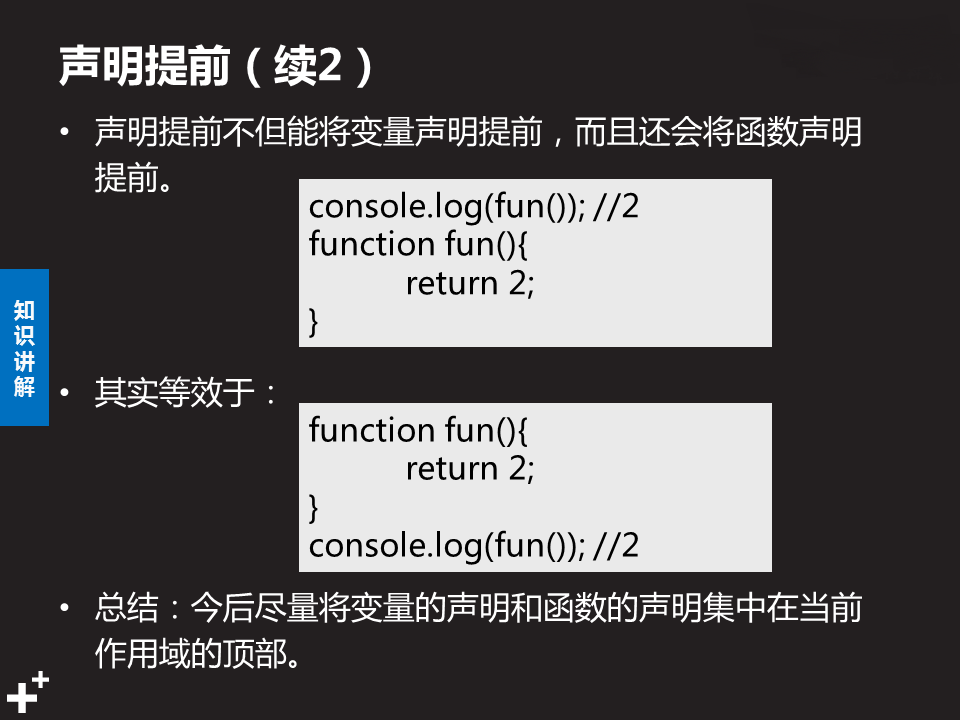 声明提前（续2）
• 声明提前不但能将变量声明提前，而且还会将函数声明
提前。
console.log(fun()); //2
function fun(){
return 2;
}
知
识
讲
解
• 其实等效于：
function fun(){
return 2;
}
console.log(fun()); //2
• 总结：今后尽量将变量的声明和函数的声明集中在当前
作用域的顶部。